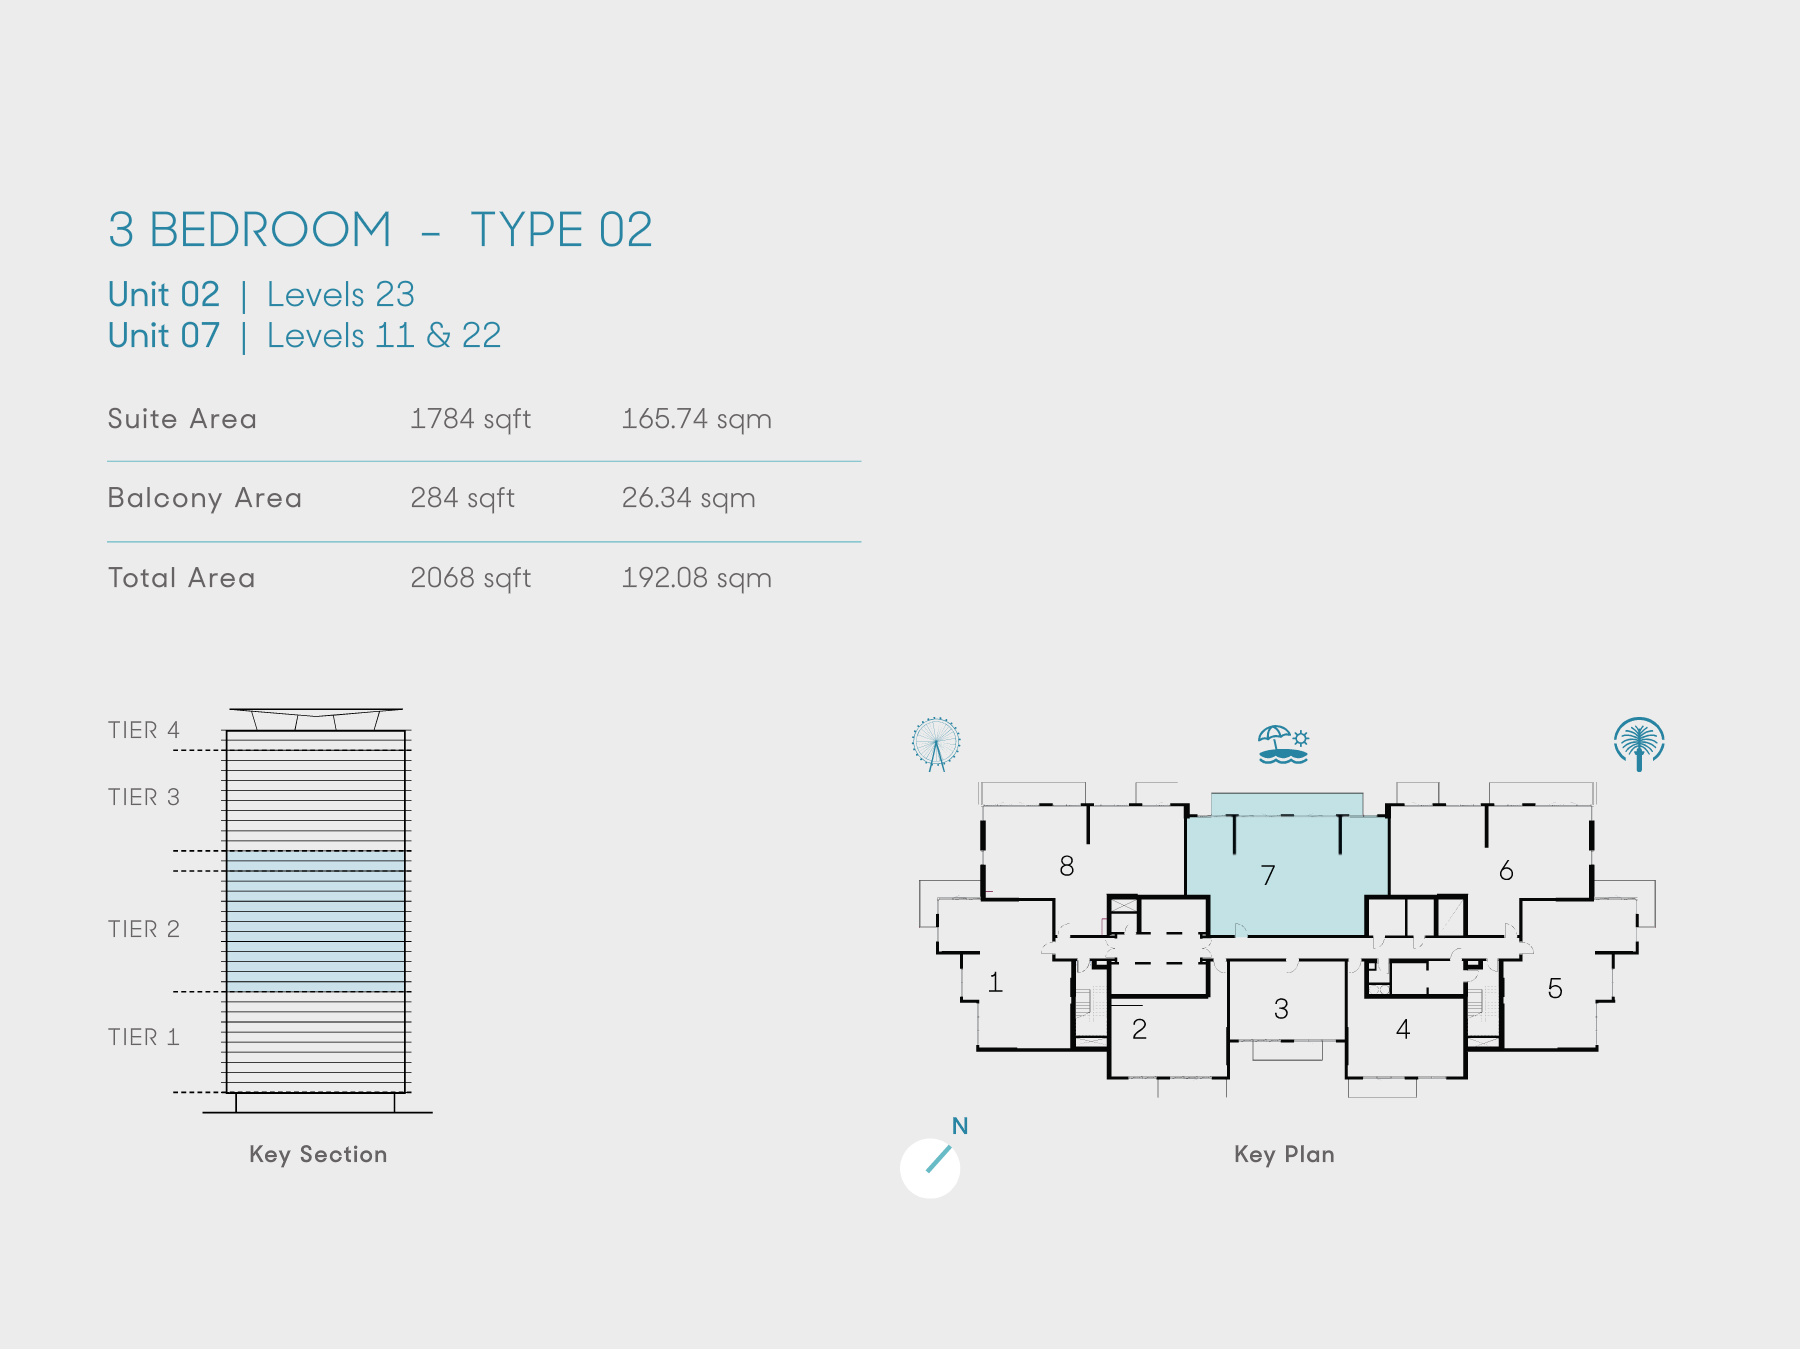 3 BEDROOM – TYPE 02
Unit 02 | Levels 23
Unit 07 | Levels 11 & 22
Suite Area 1784 sqft 165.74 sqm
Balcony Area 284 sqft 26.34 sqm
Total Area 2068 sqft 192.08 sqm
TIER 4
TIER 3
TIER 2
TIER 1
Key Section
8
7
6
1
2
3
4
5
N
Key Plan